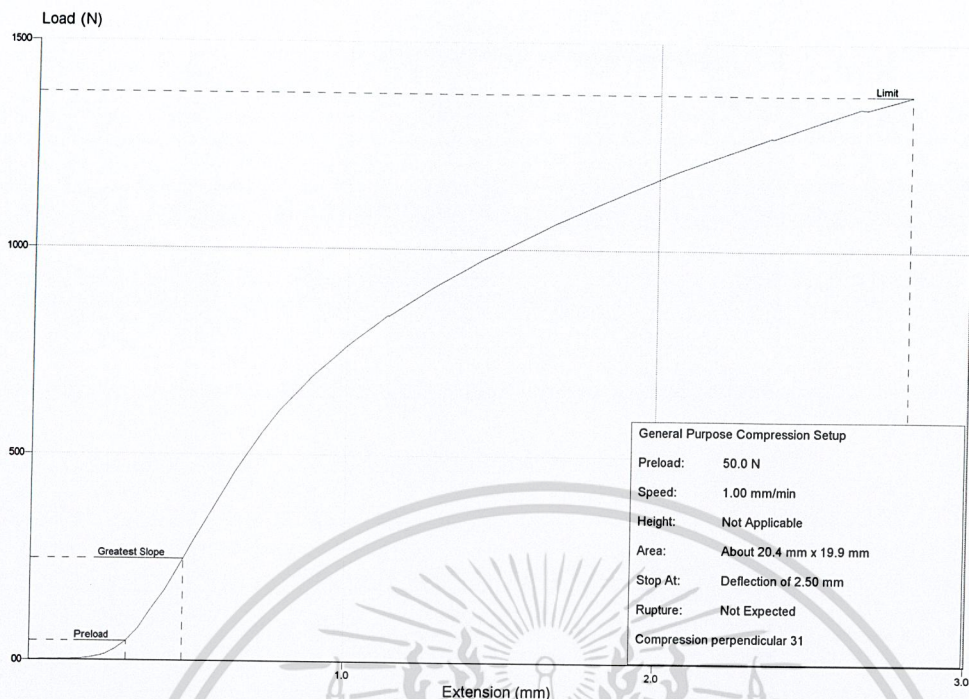 Load (N)
1500
Limit
1000
500
Greatest Slope
Preload
00
1.0
2.0
3.0
Extension (mm)
General Purpose Compression Setup
Preload: 50.0 N
Speed: 1.00 mm/min
Height: Not Applicable
Area: About 20.4 mm x 19.9 mm
Stop At: Deflection of 2.50 mm
Rupture: Not Expected
Compression perpendicular 31